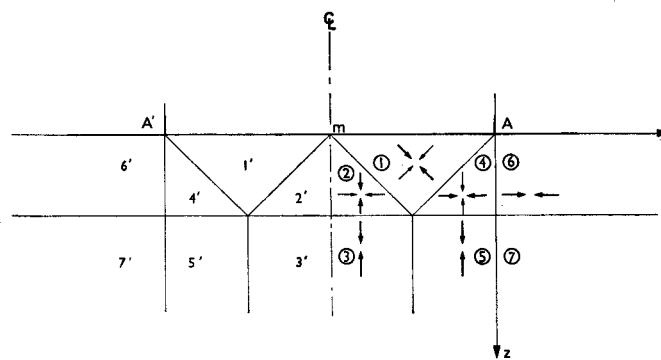 ℄
A' m A
6' 1' ① ④ ⑥
②
4' 2'
7' 5' 3' ③ ⑤ ⑦
z